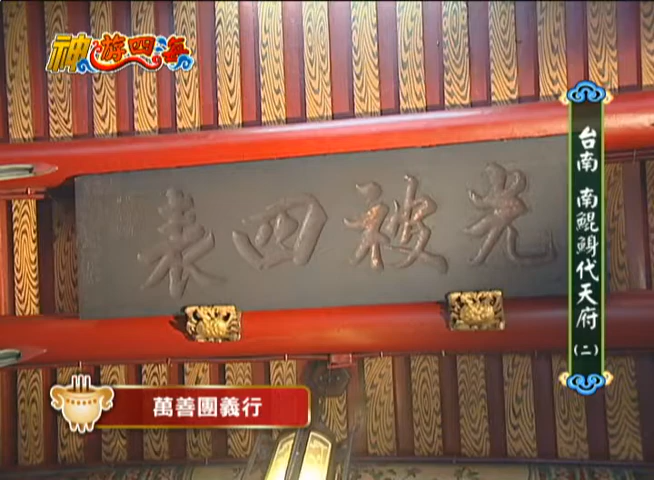 神遊四海
光被四表
台南 南鯤鯓代天府(二)
萬善團義行